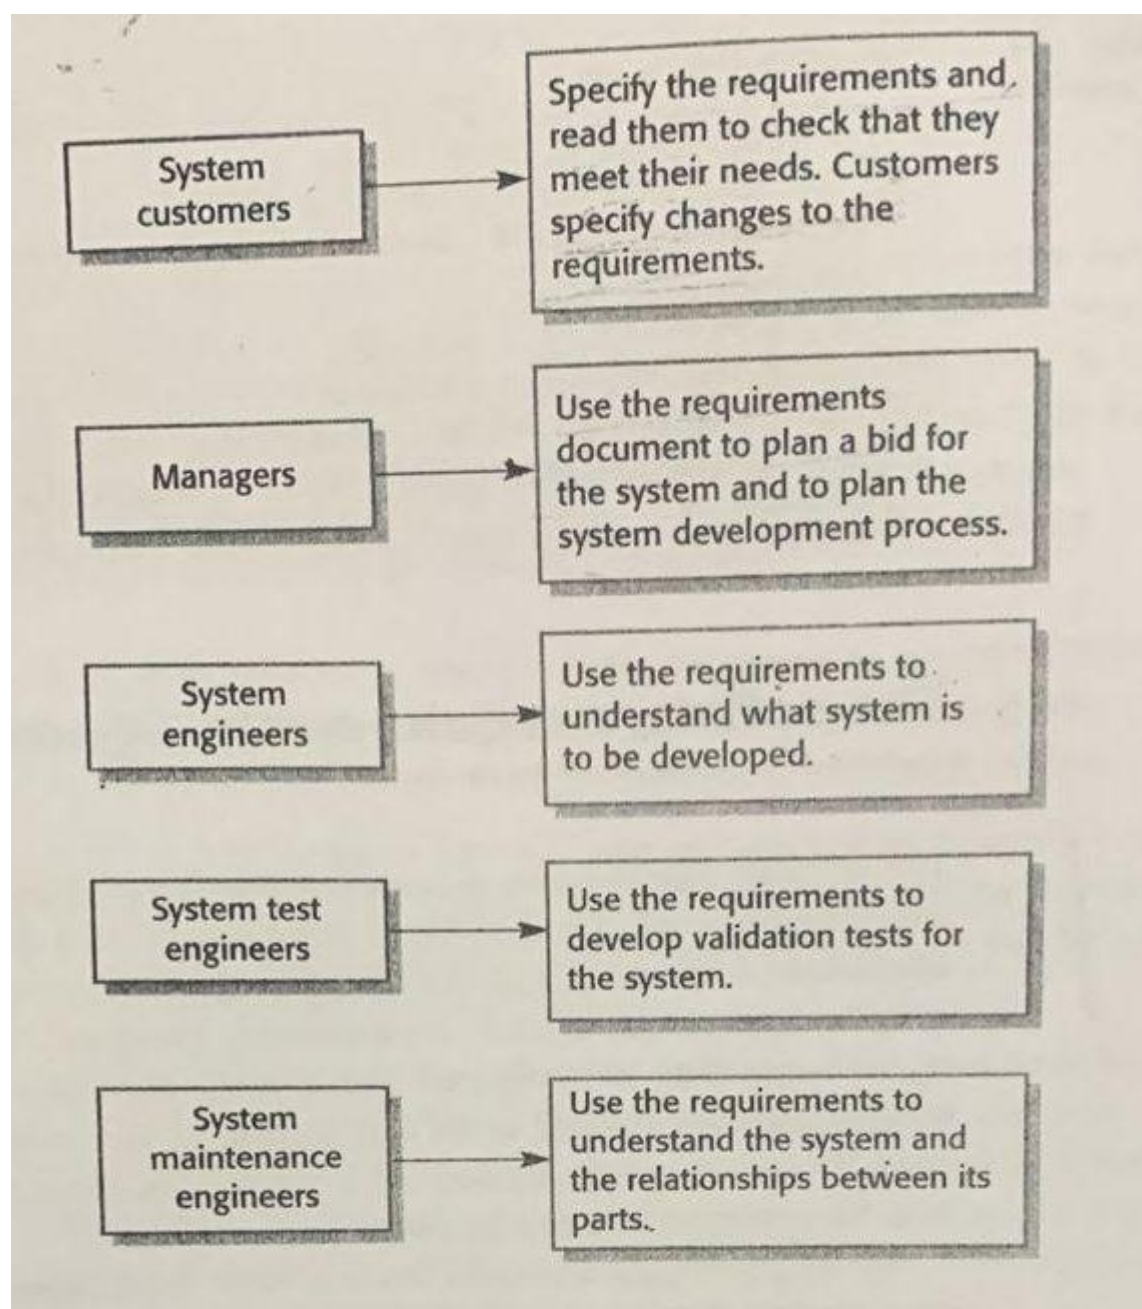 System
customers
Specify the requirements and
read them to check that they
meet their needs. Customers
specify changes to the
requirements.
Managers
Use the requirements
document to plan a bid for
the system and to plan the
system development process.
System
engineers
Use the requirements to
understand what system is
to be developed.
System test
engineers
Use the requirements to
develop validation tests for
the system.
System
maintenance
engineers
Use the requirements to
understand the system and
the relationships between its
parts.